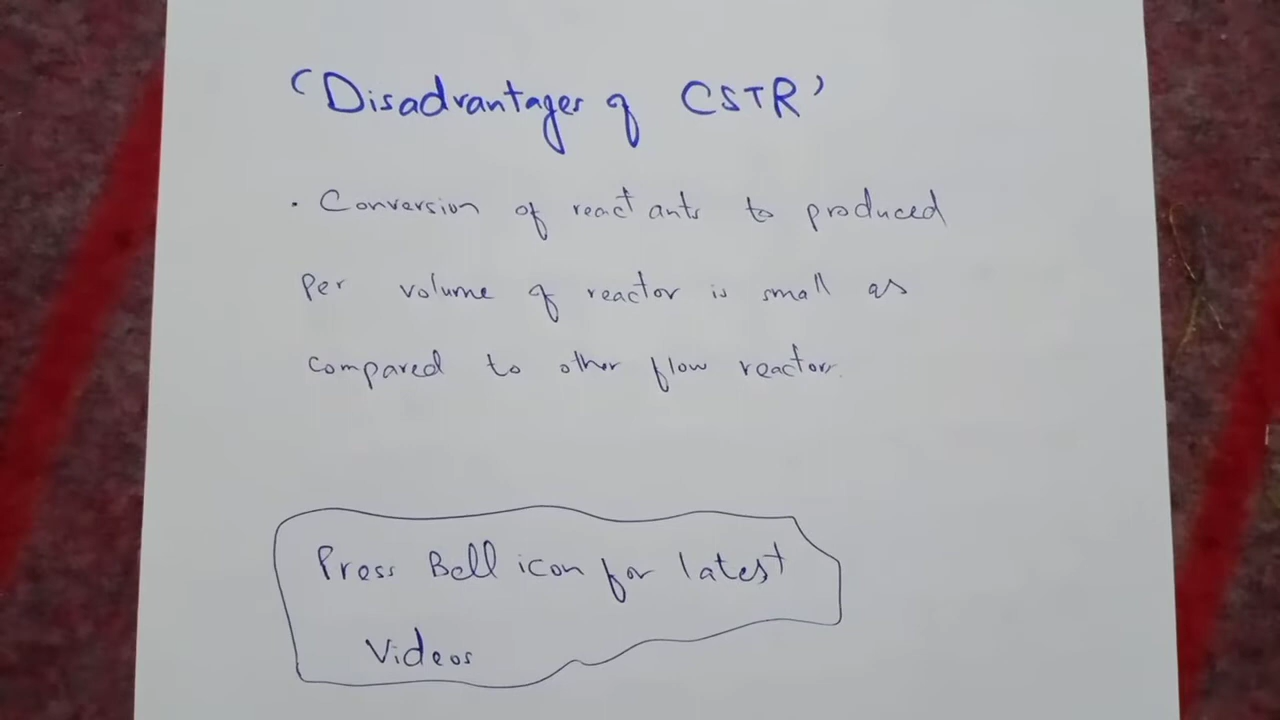 ‘Disadvantages of CSTR’
. Conversion of reactants to produced
Per volume of reactor is small as
compared to other flow reactors.
Press Bell icon for latest
Videos